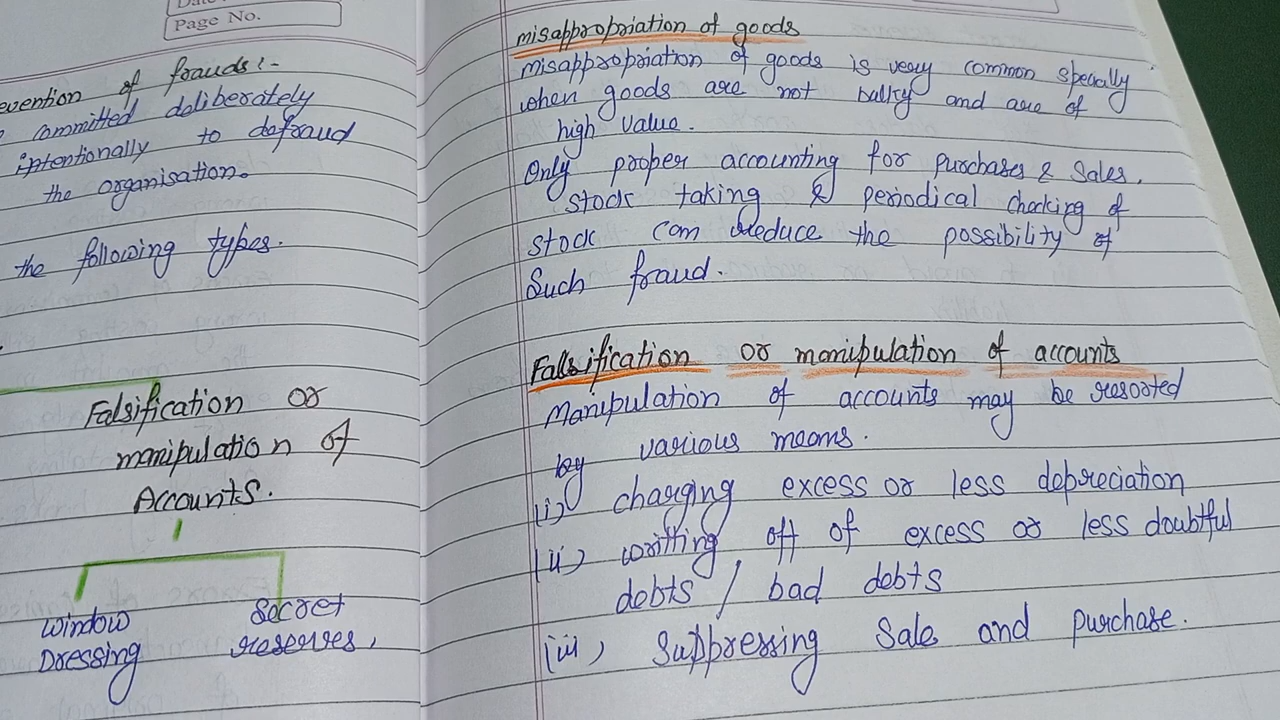 Page No.
evention of frauds :-
committed deliberately
intentionally to defraud
the organisation.
the following types.
Falsification or
manipulation of
Accounts.
window
Dressing
Secret
reserves,
misappropriation of goods
misappropriation of goods is very common specally
when goods are not bulky and are of
high value.
Only proper accounting for purchases & Sales,
stock taking & periodical checking of
stock can reduce the possibility of
Such fraud.
Falsification or manipulation of accounts
Manipulation of accounts may be resorted
by various means.
(i) charging excess or less depreciation
(ii) writting off of excess or less doubtful
debts / bad debts
(iii) Suppressing Sale and purchase.